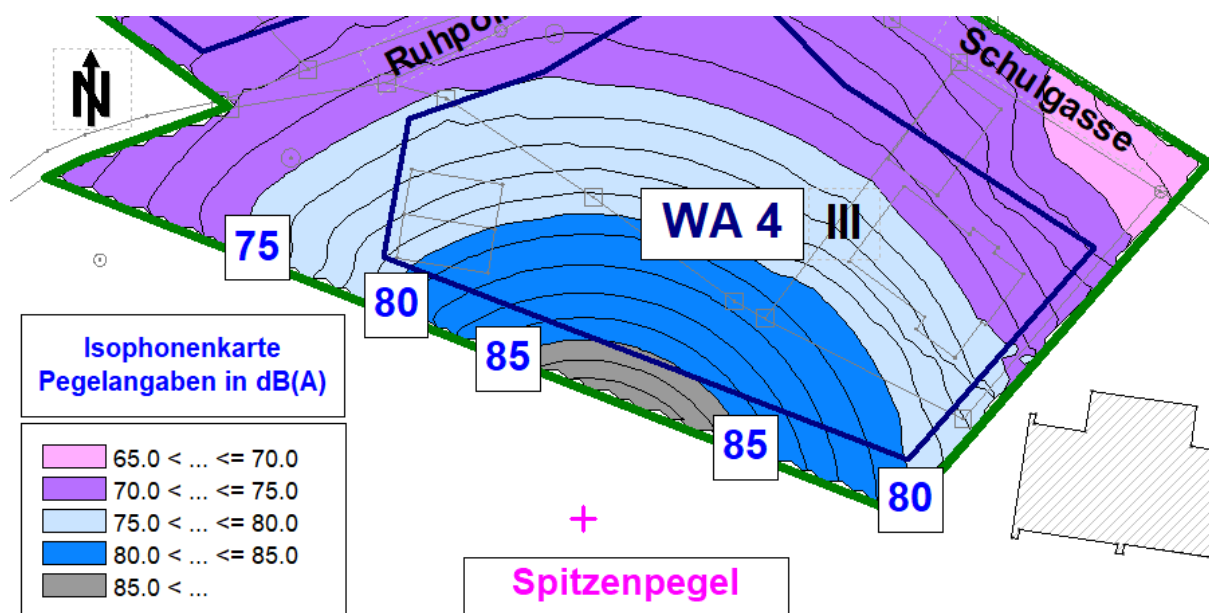 Schulgasse
N
WA 4
III
75
80
85
85
80
Isophonenkarte
Pegelangaben in dB(A)
65.0 < ... <= 70.0
70.0 < ... <= 75.0
75.0 < ... <= 80.0
80.0 < ... <= 85.0
85.0 < ...
Spitzenpegel